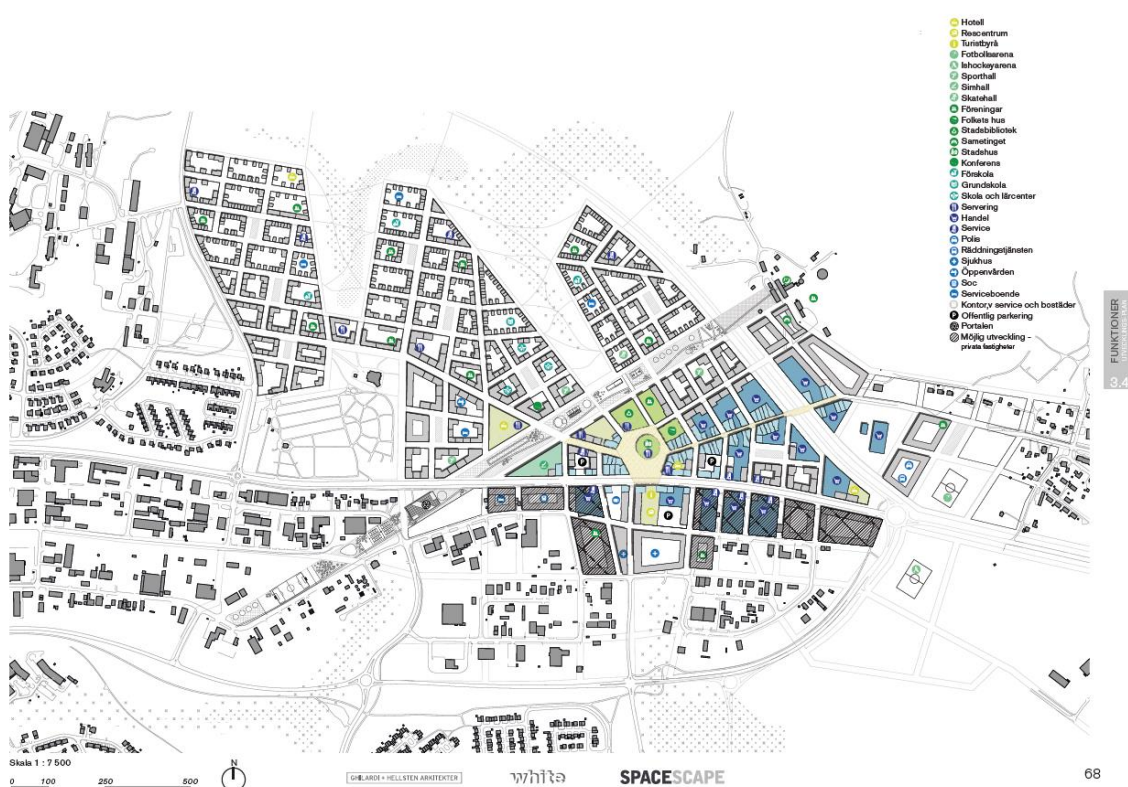 Hotell
Rescentrum
Turistbyrå
Fotbollsarena
Ishockeyarena
Sporthall
Simhall
Skatehall
Föreningar
Folkets hus
Stadsbibliotek
Sametinget
Stadshus
Konferens
Förskola
Grundskola
Skola och lärcenter
Servering
Handel
Service
Polis
Räddningstjänsten
Sjukhus
Öppenvården
Soc
Serviceboende
Kontor,v service och bostäder
P Offentlig parkering
Portalen
Möjlig utveckling –
privata fastigheter
FUNKTIONER
UTVECKLINGSPLAN
3.4
P
P
P
Skala 1 : 7 500
0 100 250 500
N
GHILARDI + HELLSTEN ARKITEKTER
white
SPACESCAPE
68